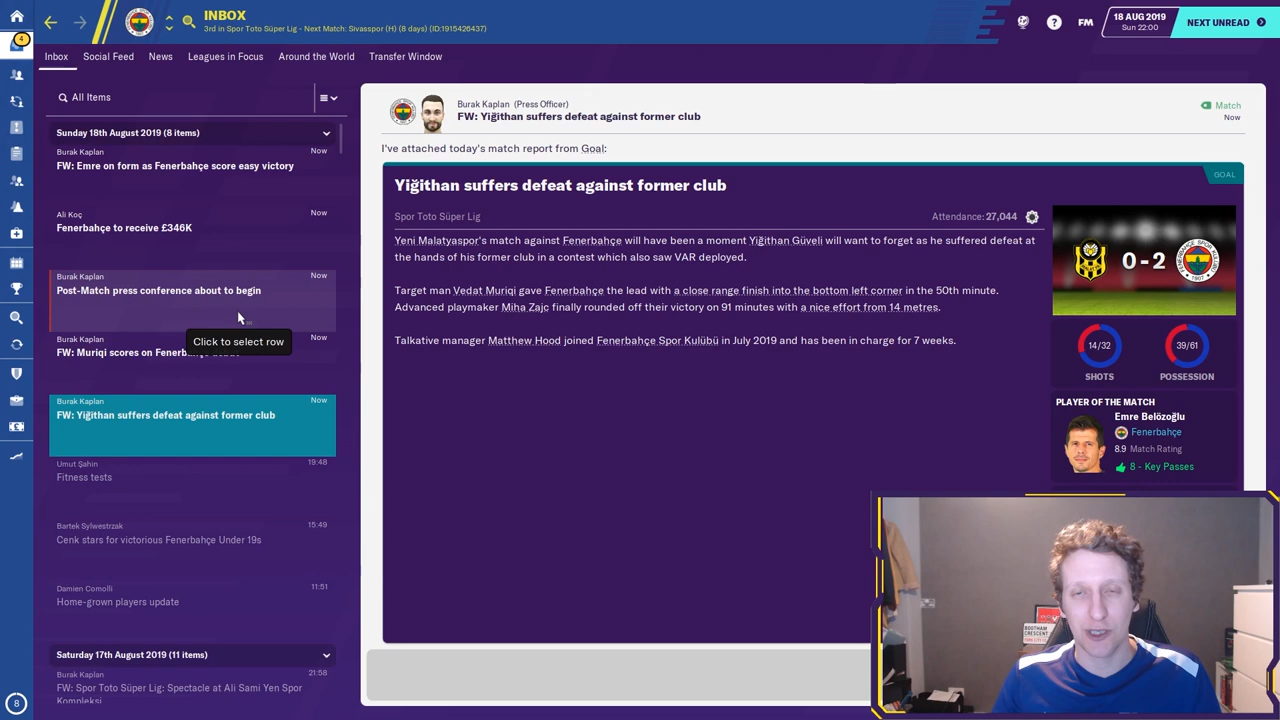 INBOX
3rd in Spor Toto Süper Lig - Next Match: Sivasspor (H) (8 days) (ID:1915426437)
FM
18 AUG 2019
Sun 22:00
NEXT UNREAD
4
Inbox
Social Feed
News
Leagues in Focus
Around the World
Transfer Window
All Items
Sunday 18th August 2019 (8 items)
Burak Kaplan
Now
FW: Emre on form as Fenerbahçe score easy victory
Ali Koç
Now
Fenerbahçe to receive £346K
Burak Kaplan
Now
Post-Match press conference about to begin
Click to select row
Burak Kaplan
Now
FW: Muriqi scores on Fenerbahçe debut
Burak Kaplan
Now
FW: Yiğithan suffers defeat against former club
Umut Şahin
19:48
Fitness tests
Bartek Sylwestrzak
15:49
Cenk stars for victorious Fenerbahçe Under 19s
Damien Comolli
11:51
Home-grown players update
Saturday 17th August 2019 (11 items)
Burak Kaplan
21:58
FW: Spor Toto Süper Lig: Spectacle at Ali Sami Yen Spor
Kompleksi
8
Burak Kaplan (Press Officer)
FW: Yiğithan suffers defeat against former club
Match
Now
I've attached today's match report from Goal:
GOAL
Yiğithan suffers defeat against former club
Spor Toto Süper Lig
Attendance: 27,044
Yeni Malatyaspor's match against Fenerbahçe will have been a moment Yiğithan Güveli will want to forget as he suffered defeat at
the hands of his former club in a contest which also saw VAR deployed.
Target man Vedat Muriqi gave Fenerbahçe the lead with a close range finish into the bottom left corner in the 50th minute.
Advanced playmaker Miha Zajc finally rounded off their victory on 91 minutes with a nice effort from 14 metres.
Talkative manager Matthew Hood joined Fenerbahçe Spor Kulübü in July 2019 and has been in charge for 7 weeks.
0-2
14/32
SHOTS
39/61
POSSESSION
PLAYER OF THE MATCH
Emre Belözoğlu
Fenerbahçe
8.9 Match Rating
8 - Key Passes
BOOTHAM
CRESCENT